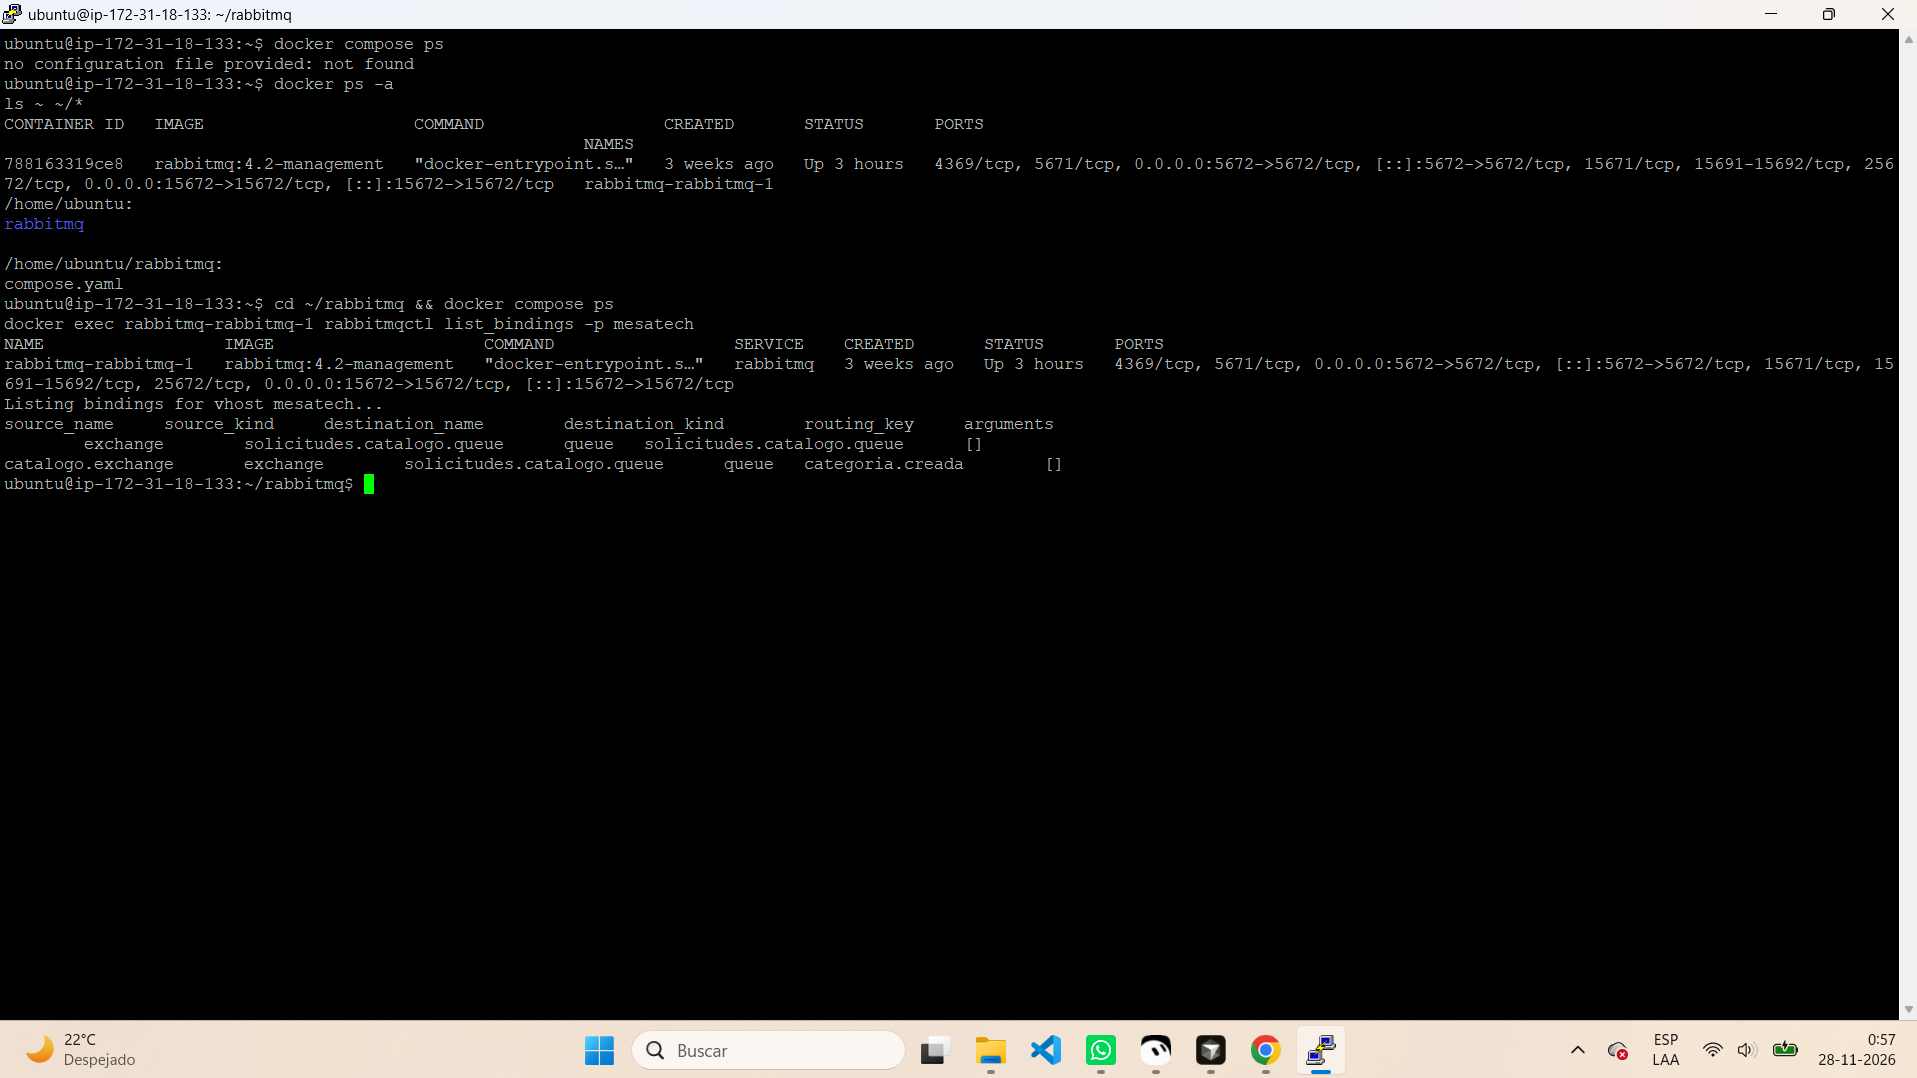 ubuntu@ip-172-31-18-133: ~/rabbitmq
ubuntu@ip-172-31-18-133:~$ docker compose ps
no configuration file provided: not found
ubuntu@ip-172-31-18-133:~$ docker ps -a
ls ~ ~/*
CONTAINER ID   IMAGE                     COMMAND                  CREATED       STATUS       PORTS
NAMES
788163319ce8   rabbitmq:4.2-management   "docker-entrypoint.s…"   3 weeks ago   Up 3 hours   4369/tcp, 5671/tcp, 0.0.0.0:5672->5672/tcp, [::]:5672->5672/tcp, 15671/tcp, 15691-15692/tcp, 256
72/tcp, 0.0.0.0:15672->15672/tcp, [::]:15672->15672/tcp   rabbitmq-rabbitmq-1
/home/ubuntu:
rabbitmq
/home/ubuntu/rabbitmq:
compose.yaml
ubuntu@ip-172-31-18-133:~$ cd ~/rabbitmq && docker compose ps
docker exec rabbitmq-rabbitmq-1 rabbitmqctl list_bindings -p mesatech
NAME                  IMAGE                     COMMAND                  SERVICE    CREATED       STATUS       PORTS
rabbitmq-rabbitmq-1   rabbitmq:4.2-management   "docker-entrypoint.s…"   rabbitmq   3 weeks ago   Up 3 hours   4369/tcp, 5671/tcp, 0.0.0.0:5672->5672/tcp, [::]:5672->5672/tcp, 15671/tcp, 15
691-15692/tcp, 25672/tcp, 0.0.0.0:15672->15672/tcp, [::]:15672->15672/tcp
Listing bindings for vhost mesatech...
source_name     source_kind     destination_name        destination_kind        routing_key     arguments
exchange        solicitudes.catalogo.queue      queue   solicitudes.catalogo.queue      []
catalogo.exchange       exchange        solicitudes.catalogo.queue      queue   categoria.creada        []
ubuntu@ip-172-31-18-133:~/rabbitmq$
22°C
Despejado
Buscar
ESP
LAA
0:57
28-11-2026